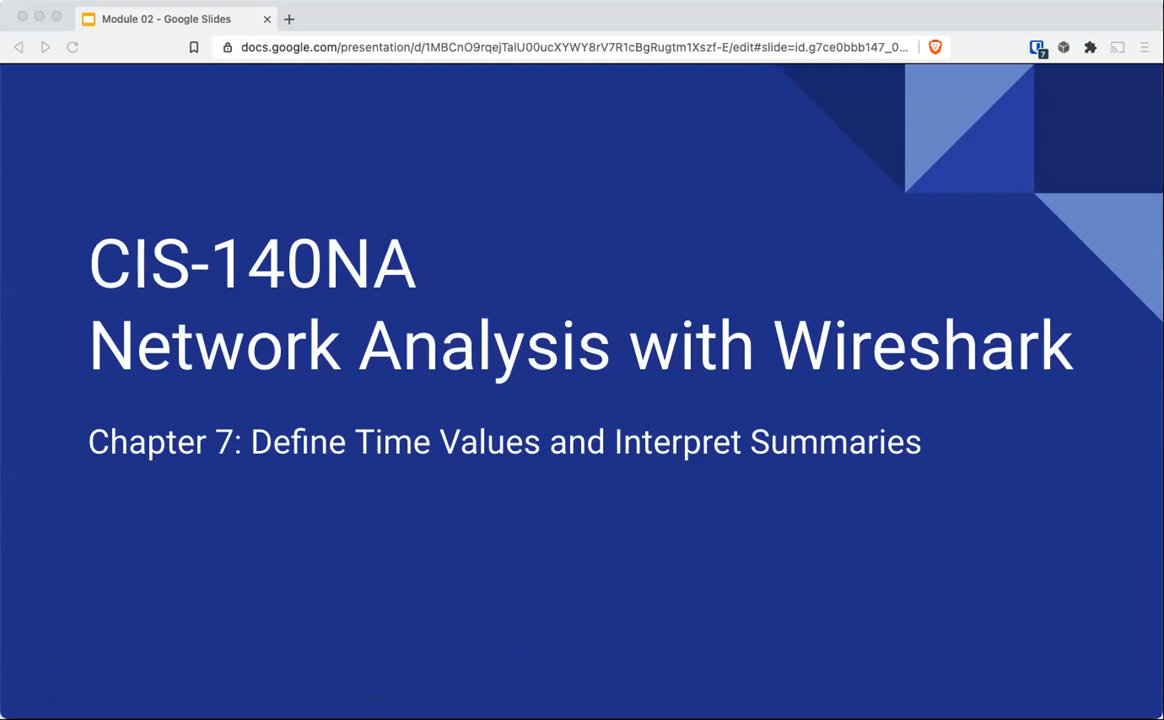 Module 02 - Google Slides
docs.google.com/presentation/d/1MBCnO9rqejTalU00ucXYWY8rV7R1cBgRugtm1Xszf-E/edit#slide=id.g7ce0bbb147_0...
7
CIS-140NA
Network Analysis with Wireshark
Chapter 7: Define Time Values and Interpret Summaries